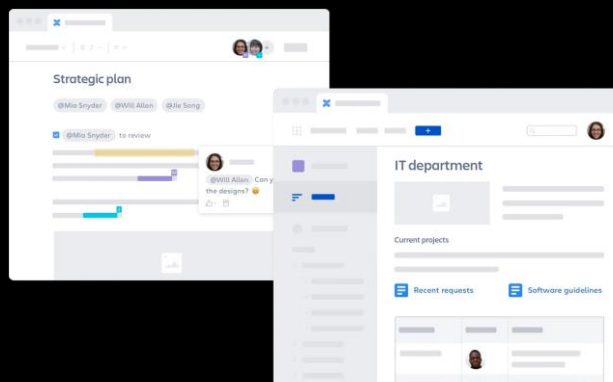 Strategic plan
@Mia Snyder @Will Allen @Jie Song
@Mia Snyder to review
@Will Allen Can y
the designs? 😀
IT department
Current projects
Recent requests
Software guidelines